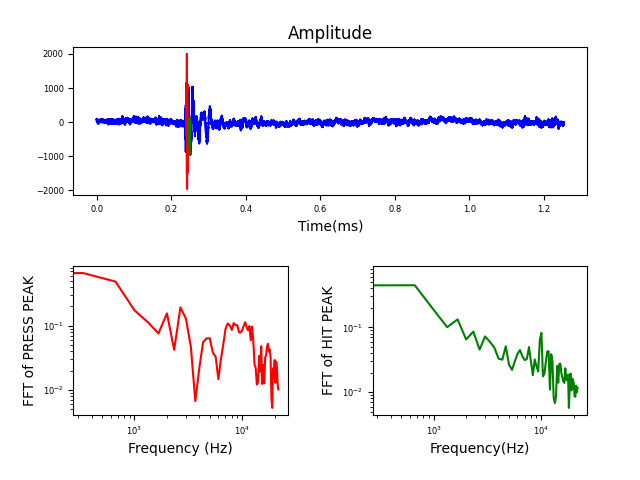 Amplitude
2000
1000
0
−1000
−2000
0.0 0.2 0.4 0.6 0.8 1.0 1.2
Time(ms)
FFT of PRESS PEAK
10⁻¹
10⁻²
10³ 10⁴
Frequency (Hz)
FFT of HIT PEAK
10⁻¹
10⁻²
10³ 10⁴
Frequency(Hz)